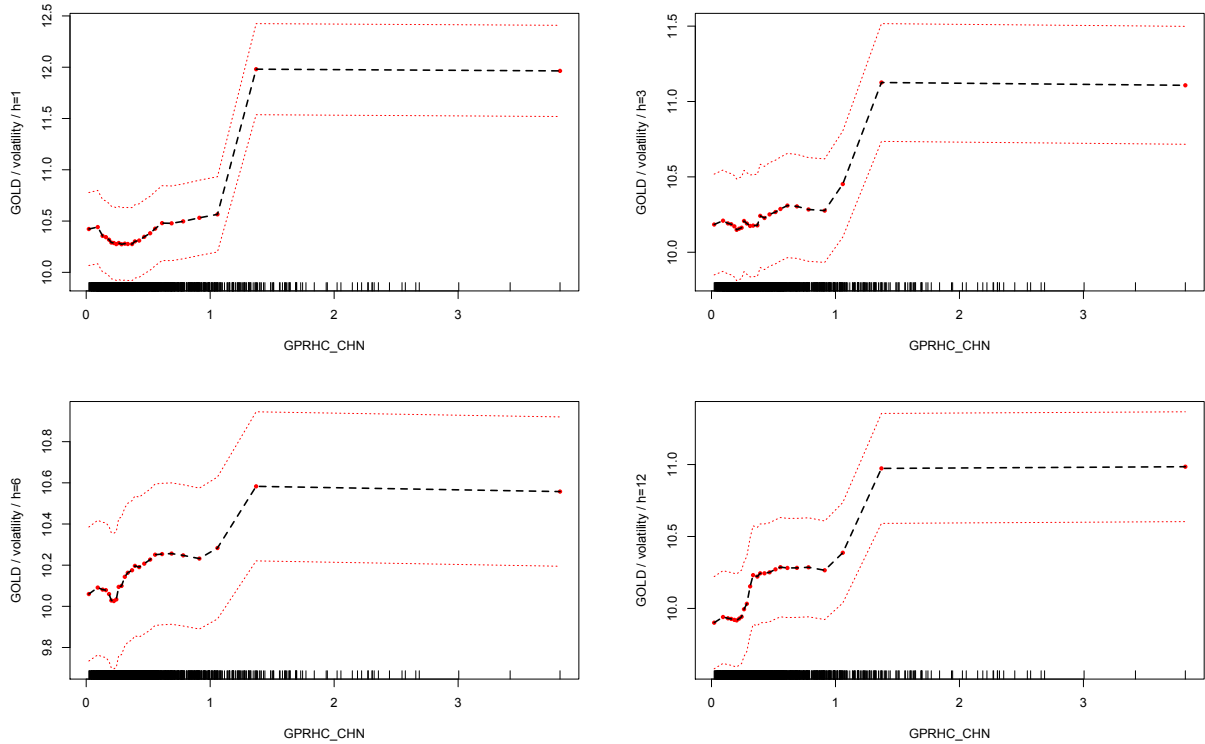 GOLD / volatility / h=1
12.5
12.0
11.5
11.0
10.5
10.0
0 1 2 3
GPRHC_CHN
GOLD / volatility / h=3
11.5
11.0
10.5
10.0
0 1 2 3
GPRHC_CHN
GOLD / volatility / h=6
10.8
10.6
10.4
10.2
10.0
9.8
0 1 2 3
GPRHC_CHN
GOLD / volatility / h=12
11.0
10.5
10.0
0 1 2 3
GPRHC_CHN